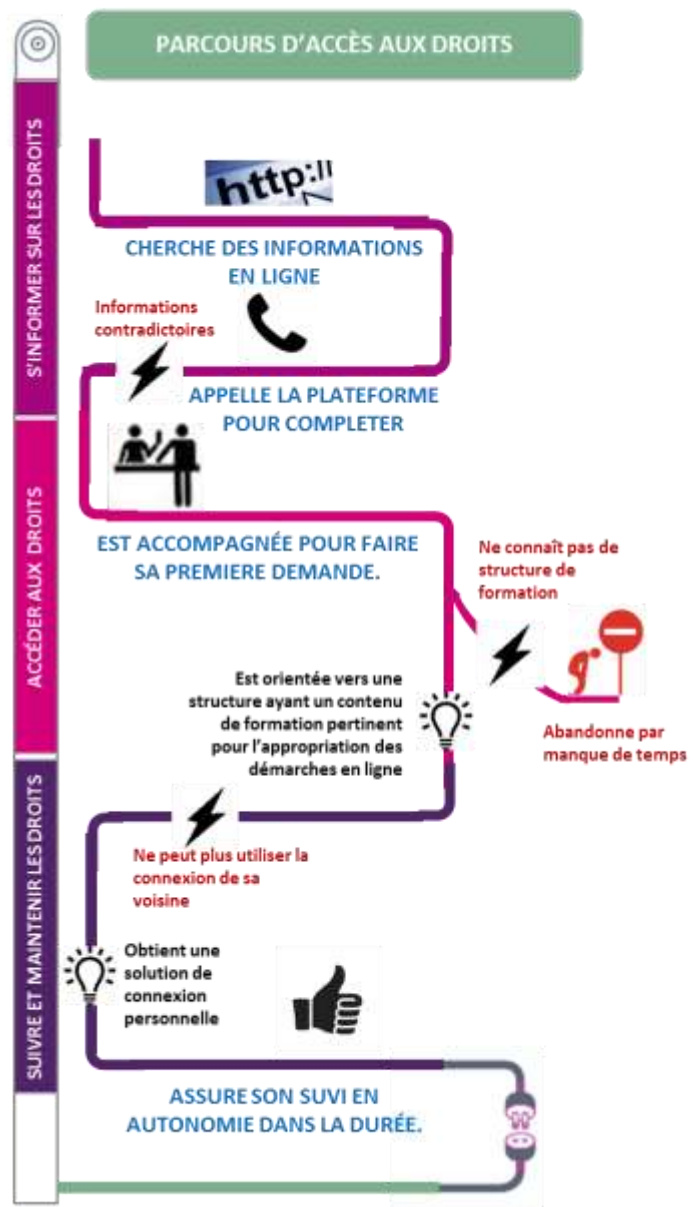 PARCOURS D'ACCÈS AUX DROITS
S'INFORMER SUR LES DROITS
http://
CHERCHE DES INFORMATIONS
EN LIGNE
Informations
contradictoires
APPELLE LA PLATEFORME
POUR COMPLETER
ACCÉDER AUX DROITS
EST ACCOMPAGNÉE POUR FAIRE
SA PREMIERE DEMANDE.
Ne connaît pas de
structure de
formation
Est orientée vers une
structure ayant un contenu
de formation pertinent
pour l'appropriation des
démarches en ligne
Abandonne par
manque de temps
SUIVRE ET MAINTENIR LES DROITS
Ne peut plus utiliser la
connexion de sa
voisine
Obtient une
solution de
connexion
personnelle
ASSURE SON SUVI EN
AUTONOMIE DANS LA DURÉE.